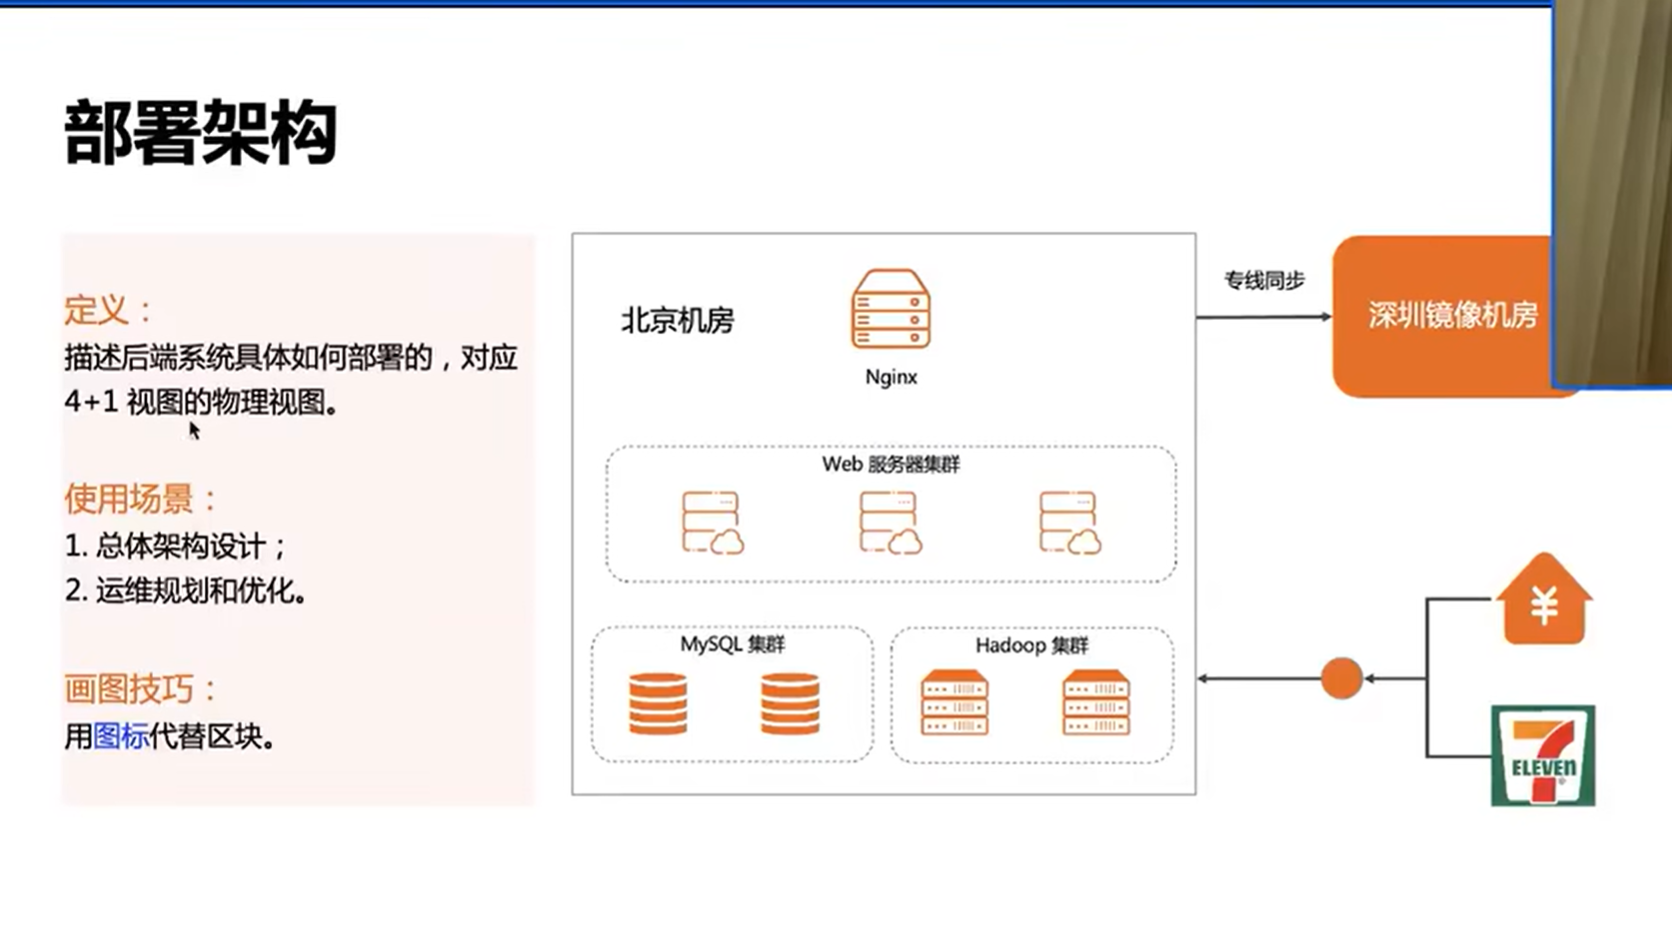 部署架构
定义：
描述后端系统具体如何部署的，对应
4+1 视图的物理视图。
使用场景：
1. 总体架构设计；
2. 运维规划和优化。
画图技巧：
用图标代替区块。
北京机房
Nginx
Web 服务器集群
MySQL 集群
Hadoop 集群
专线同步
深圳镜像机房
¥
7
ELEVEn